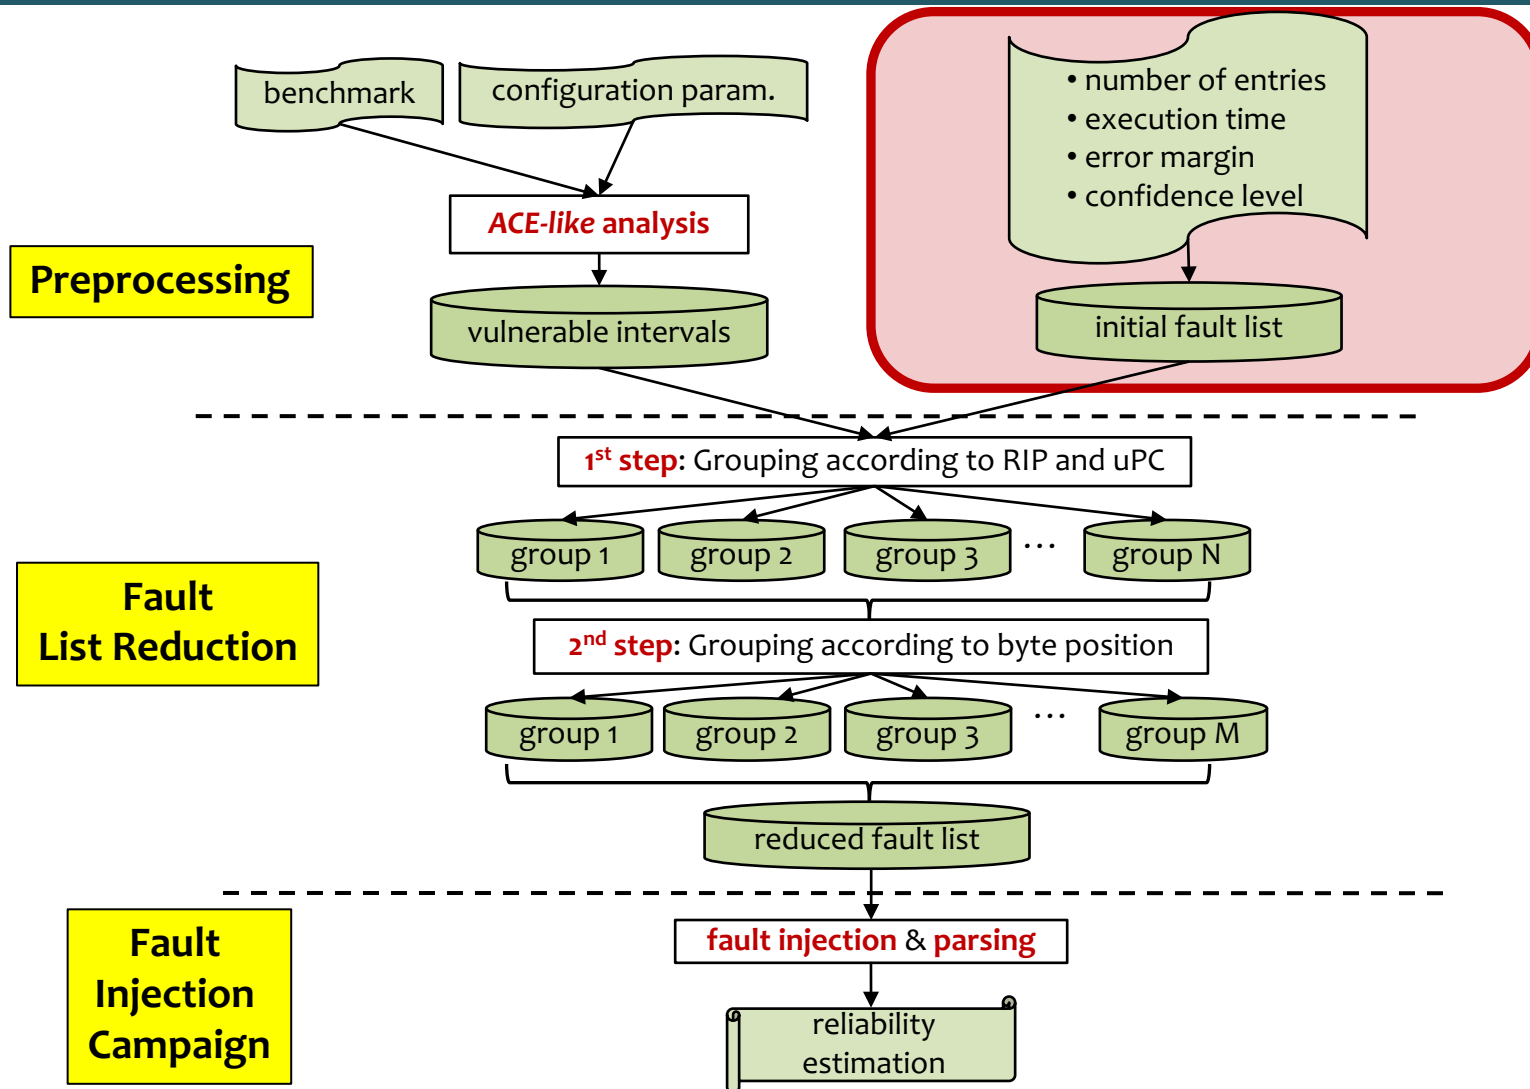 benchmark
configuration param.
• number of entries
• execution time
• error margin
• confidence level
ACE-like analysis
Preprocessing
vulnerable intervals
initial fault list
1st step: Grouping according to RIP and uPC
group 1
group 2
group 3
...
group N
Fault
List Reduction
2nd step: Grouping according to byte position
group 1
group 2
group 3
...
group M
reduced fault list
Fault
Injection
Campaign
fault injection & parsing
reliability
estimation